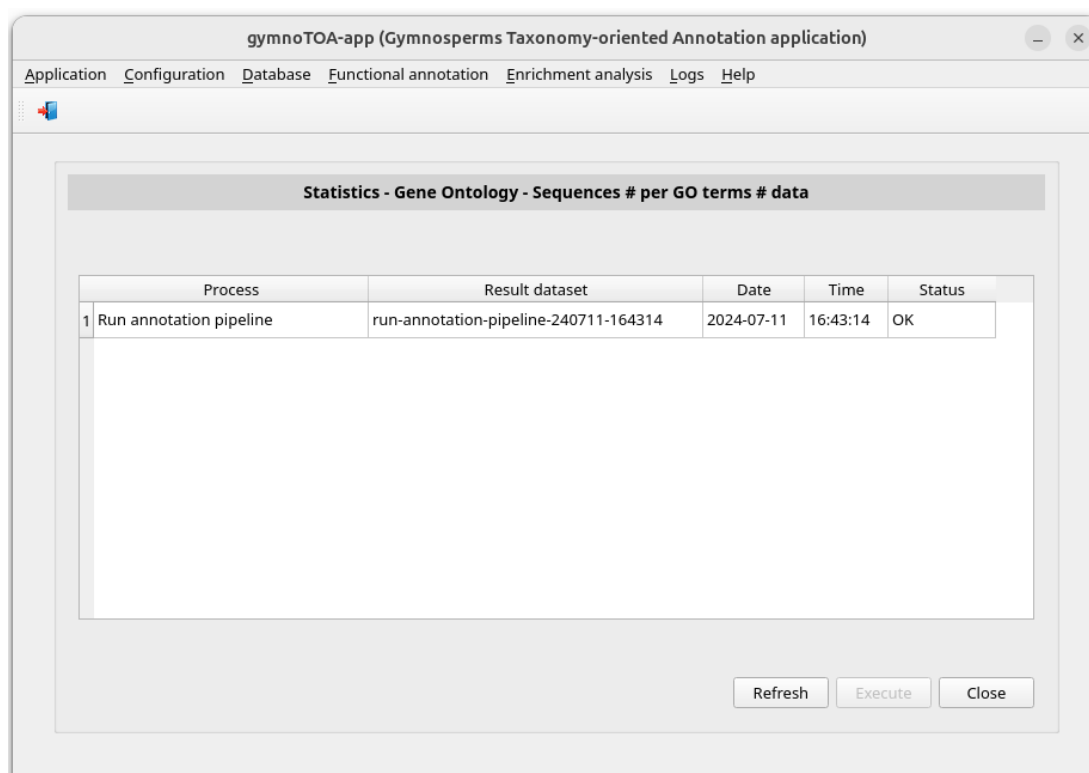 gymnoTOA-app (Gymnosperms Taxonomy-oriented Annotation application)
Application Configuration Database Functional annotation Enrichment analysis Logs Help
Statistics - Gene Ontology - Sequences # per GO terms # data
Process Result dataset Date Time Status
1 Run annotation pipeline run-annotation-pipeline-240711-164314 2024-07-11 16:43:14 OK
Refresh Execute Close